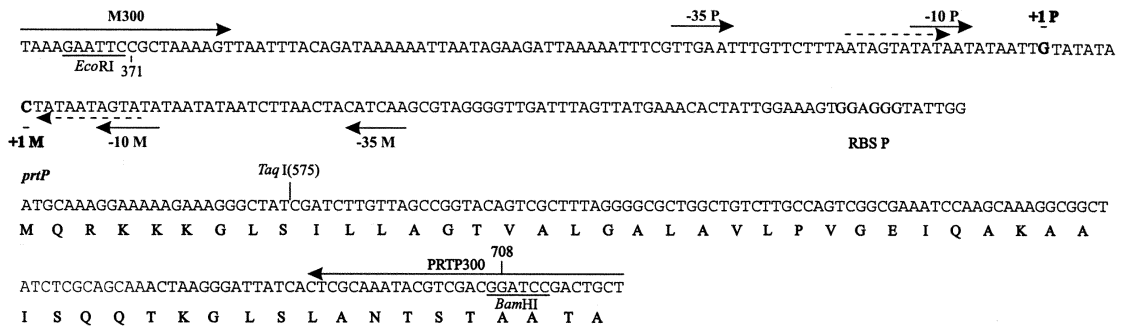 M300 -35 P -10 P +1 P
TAAAGAATTCCGCTAAAAGTTAATTTACAGATAAAAAATTAATAGAAGATTAAAAATTTCGTTGAATTTGTTCTTTAATAGTATATAATATAATTGTATATA
EcoRI 371
CTATAATAGTATATAATATAATCTTAACTACATCAAGCGTAGGGGTTGATTTAGTTATGAAACACTATTGGAAAGTGGAGGGTATTGG
+1 M -10 M -35 M RBS P
prtP TaqI(575)
ATGCAAAGGAAAAAGAAAGGGCTATCGATCTTGTTAGCCGGTACAGTCGCTTTAGGGGCGCTGGCTGTCTTGCCAGTCGGCGAAATCCAAGCAAAGGCGGCT
M Q R K K K G L S I L L A G T V A L G A L A V L P V G E I Q A K A A
PRTP300 708
ATCTCGCAGCAAACTAAGGGATTATCACTCGCAAATACGTCGACGGATCCGACTGCT
BamHI
I S Q Q T K G L S L A N T S T A A T A